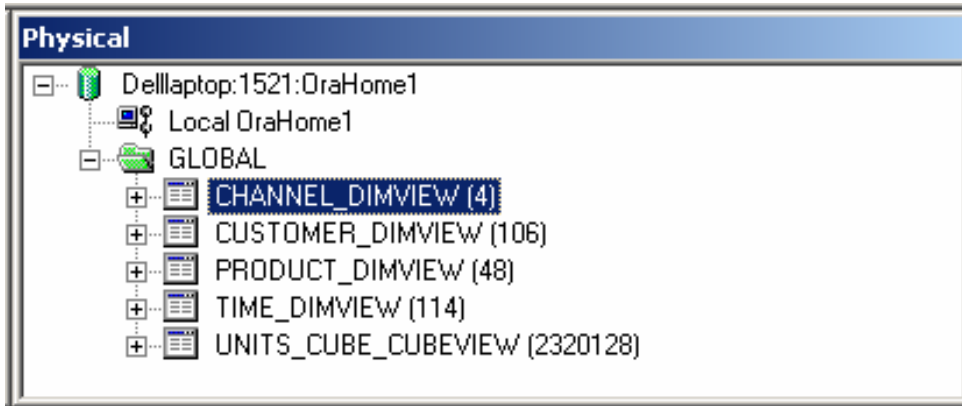 Physical
Delllaptop:1521:OraHome1
Local OraHome1
GLOBAL
CHANNEL_DIMVIEW (4)
CUSTOMER_DIMVIEW (106)
PRODUCT_DIMVIEW (48)
TIME_DIMVIEW (114)
UNITS_CUBE_CUBEVIEW (2320128)